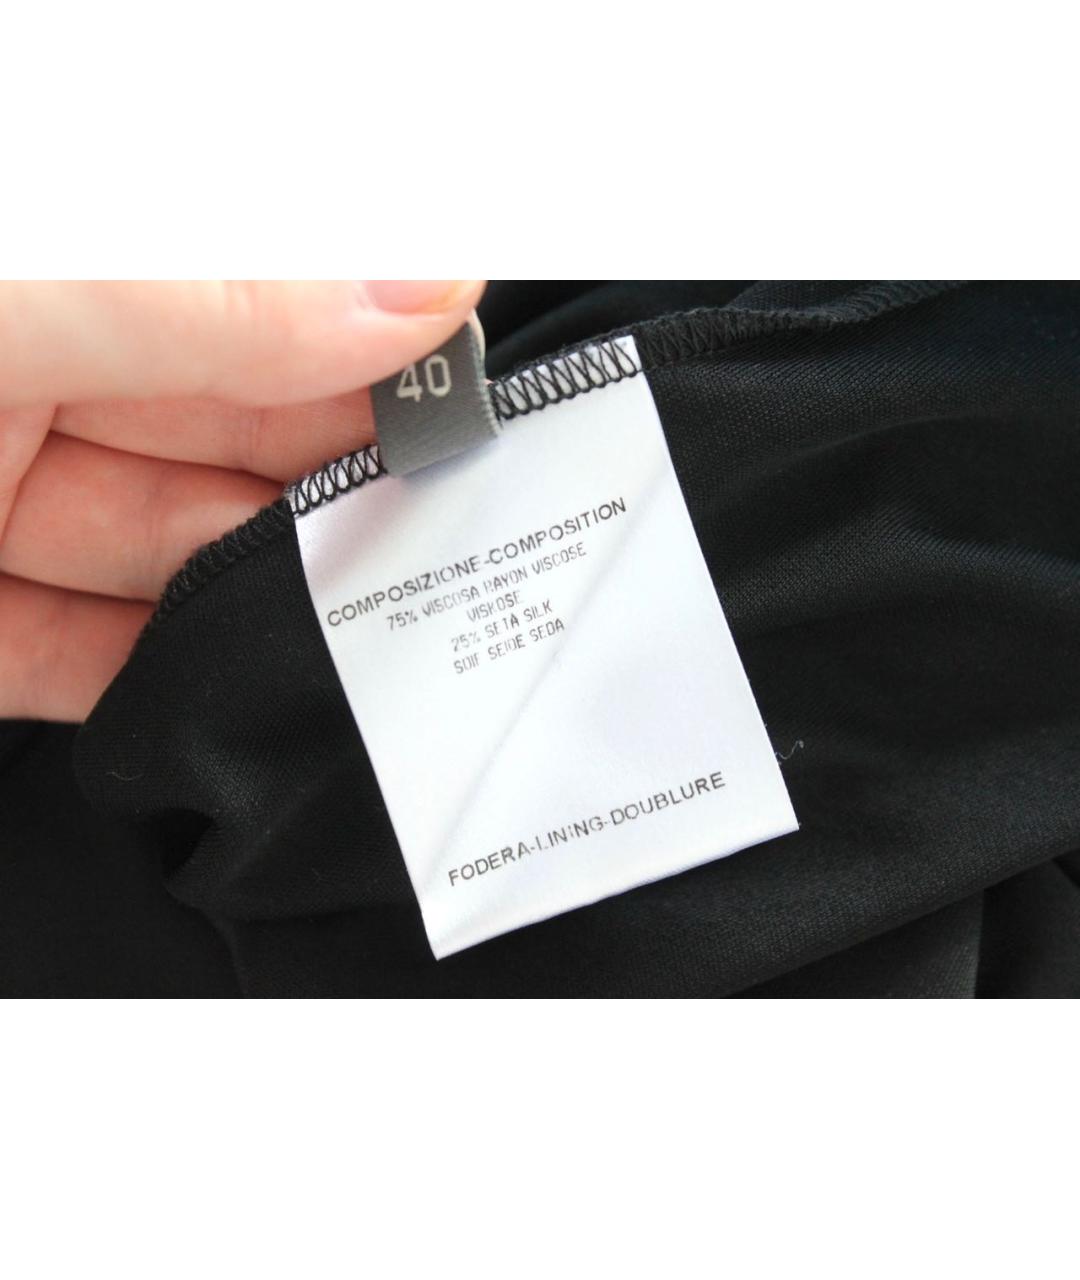 40
COMPOSIZIONE-COMPOSITION
75% VISCOSA RAYON VISCOSE
VISKOSE
25% SETA SILK
SOIE SEIDE SEDA
FODERA-LINING-DOUBLURE